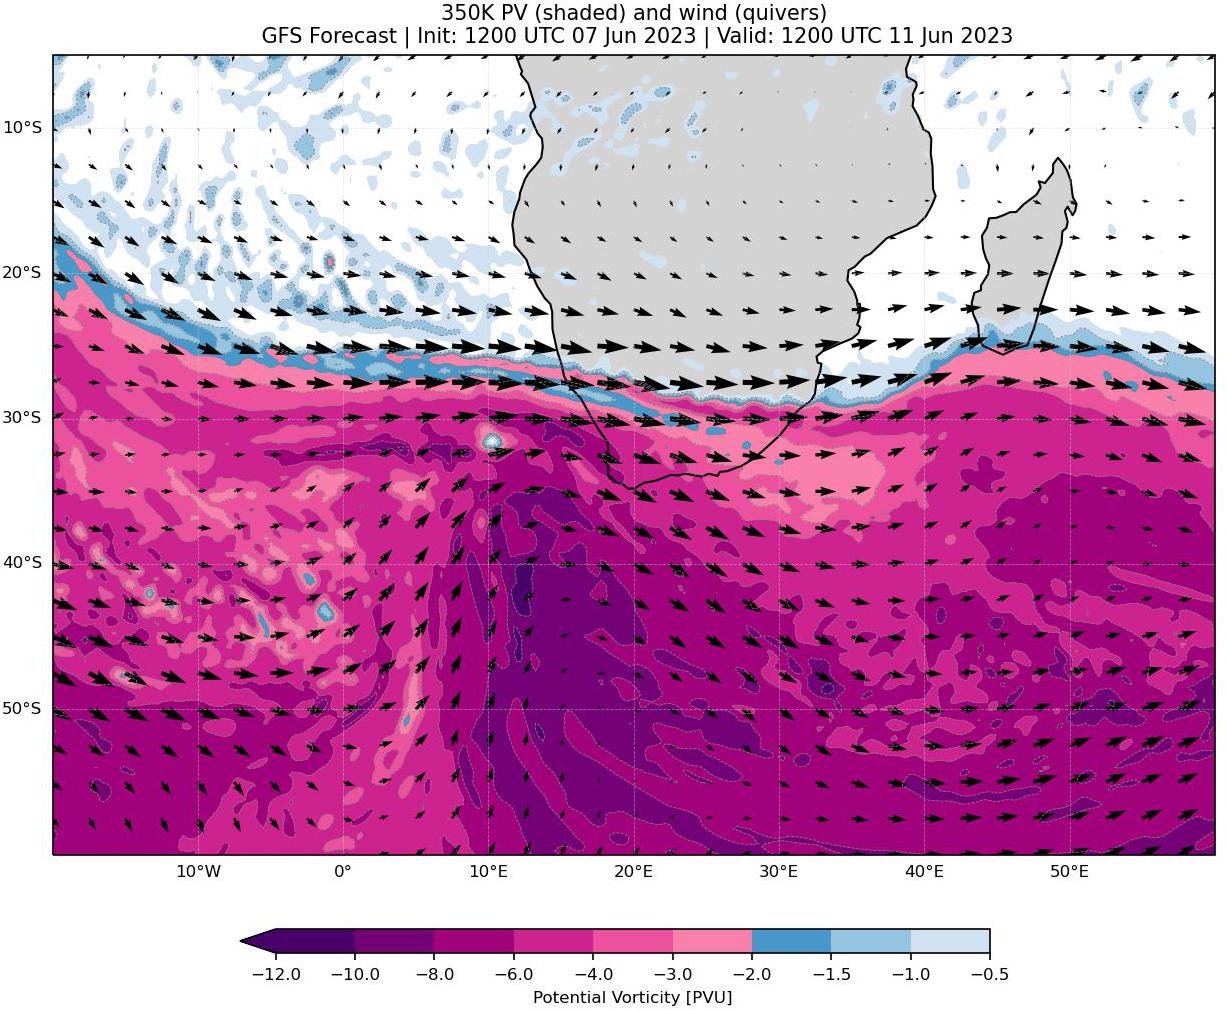 350K PV (shaded) and wind (quivers)
GFS Forecast | Init: 1200 UTC 07 Jun 2023 | Valid: 1200 UTC 11 Jun 2023
10°S
20°S
30°S
40°S
50°S
10°W 0° 10°E 20°E 30°E 40°E 50°E
−12.0 −10.0 −8.0 −6.0 −4.0 −3.0 −2.0 −1.5 −1.0 −0.5
Potential Vorticity [PVU]